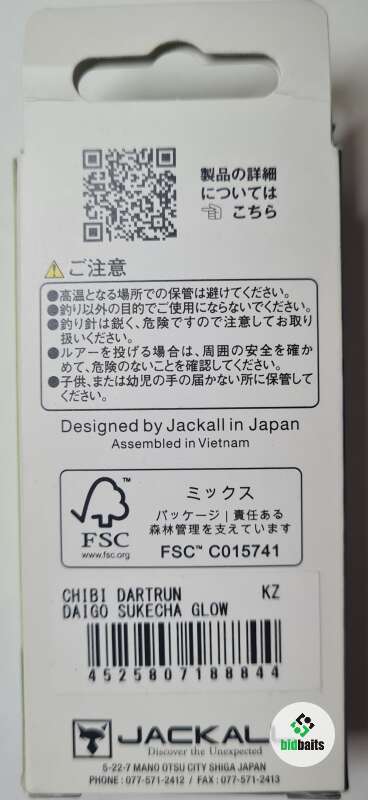 製品の詳細
については
こちら
ご注意
●高温となる場所での保管は避けてください。
●釣り以外の目的でご使用にならないでください。
●釣り針は鋭く、危険ですので注意してお取り
扱いください。
●ルアーを投げる場合は、周囲の安全を確か
めて、危険のないことを確認してください。
●子供、または幼児の手の届かない所に保管して
ください。
Designed by Jackall in Japan
Assembled in Vietnam
FSC
www.fsc.org
ミックス
パッケージ|責任ある
森林管理を支えています
FSC™ C015741
CHIBI DARTRUN KZ
DAIGO SUKECHA GLOW
4525807188844
JACKALL
Discover the Unexpected
5-22-7 MANO OTSU CITY SHIGA JAPAN
PHONE : 077-571-2412 / FAX : 077-571-2413
bidbaits